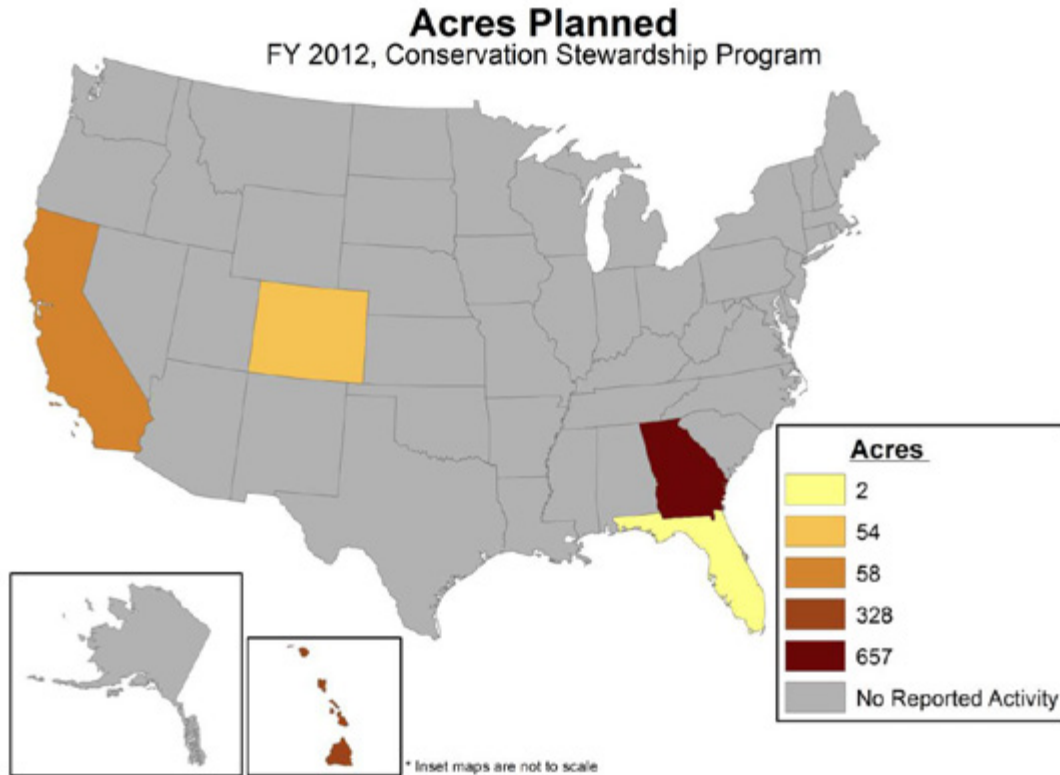 Acres Planned
FY 2012, Conservation Stewardship Program
Acres
2
54
58
328
657
No Reported Activity
* Inset maps are not to scale